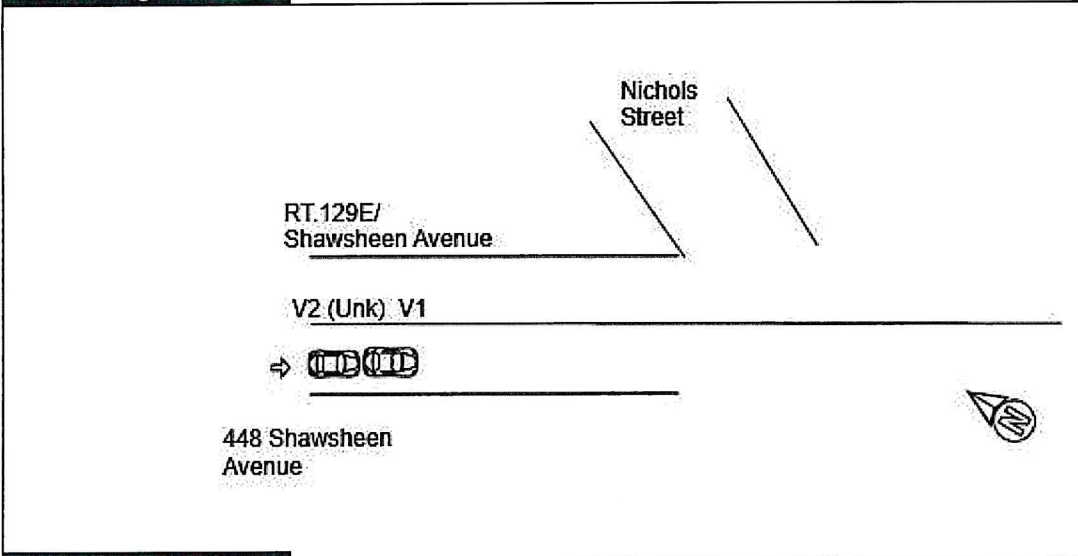 Nichols
Street
RT.129E/
Shawsheen Avenue
V2 (Unk) V1
448 Shawsheen
Avenue
N